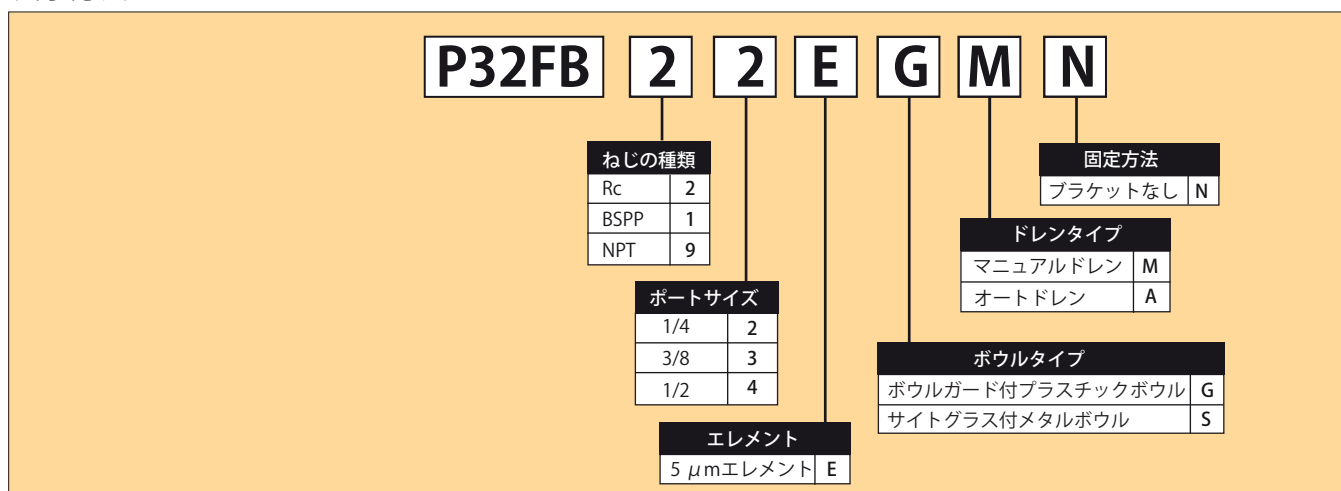 P32FB 2 2 E G M N
ねじの種類
Rc 2
BSPP 1
NPT 9
ポートサイズ
1/4 2
3/8 3
1/2 4
エレメント
5 μmエレメント E
ボウルタイプ
ボウルガード付プラスチックボウル G
サイトグラス付メタルボウル S
ドレンタイプ
マニュアルドレン M
オートドレン A
固定方法
ブラケットなし N